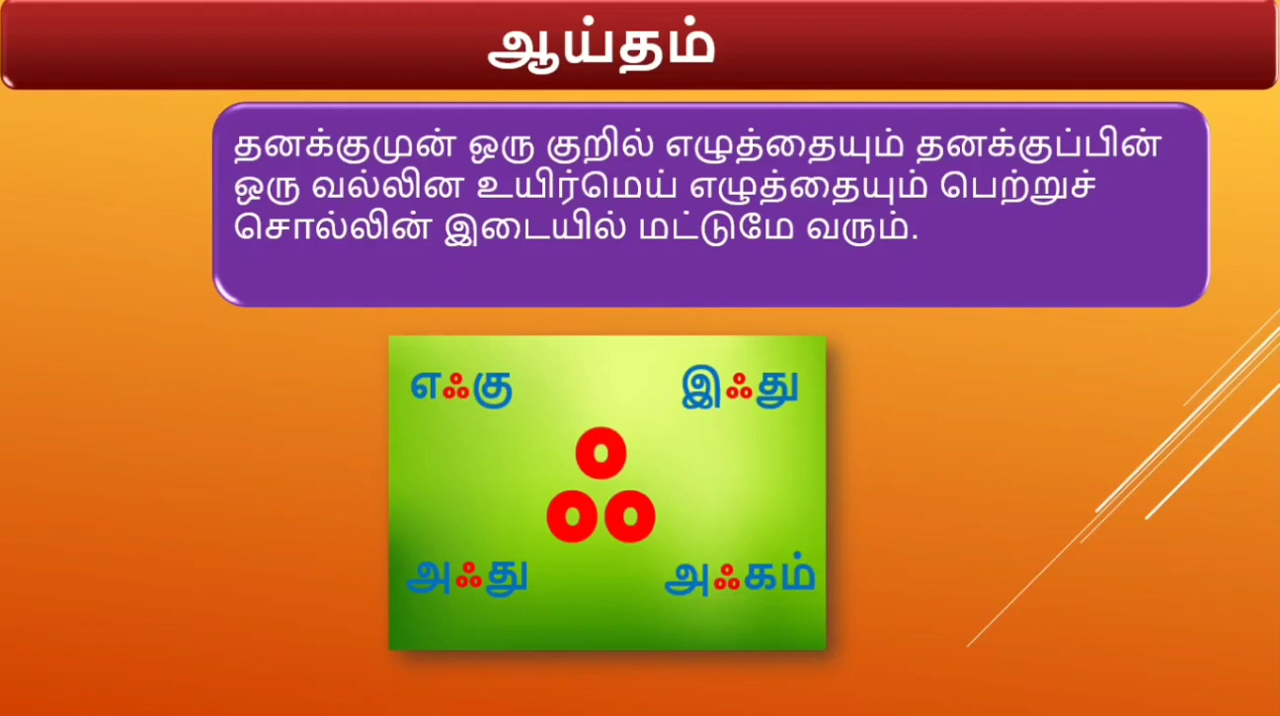 ஆய்தம்
தனக்குமுன் ஒரு குறில் எழுத்தையும் தனக்குப்பின்
ஒரு வல்லின உயிர்மெய் எழுத்தையும் பெற்றுச்
சொல்லின் இடையில் மட்டுமே வரும்.
எஃகு இஃது
ஃ
அஃது அஃகம்